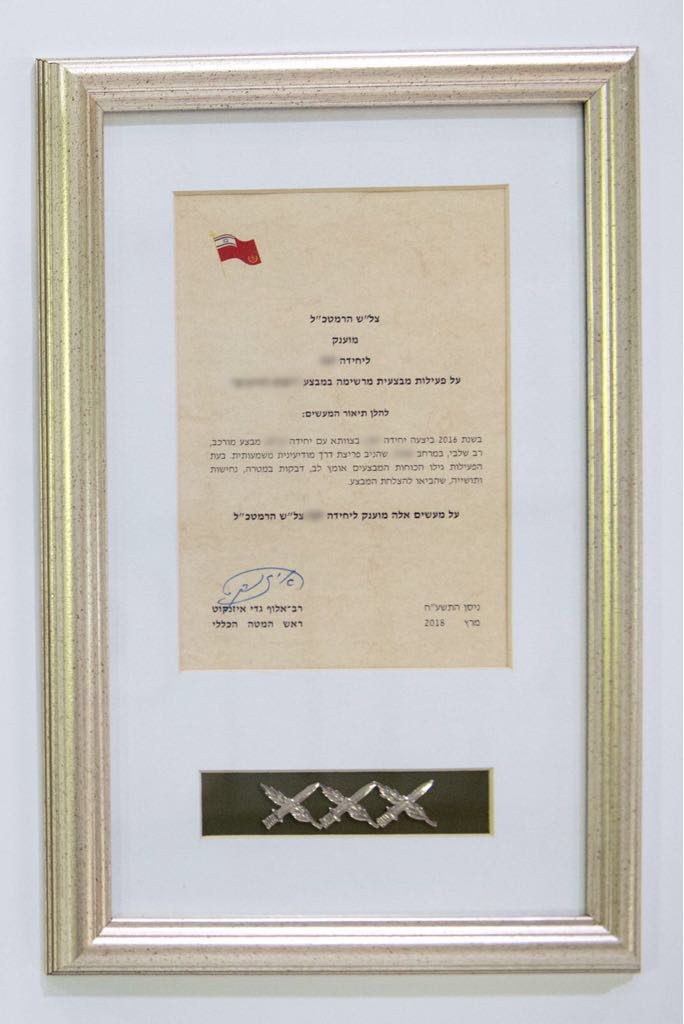 צל"ש הרמטכ"ל
מוענק
ליחידה
על פעילות מבצעית מרשימה במבצע
להלן תיאור המעשים:
בשנת 2016 ביצעה יחידה בצוותא עם יחידה מבצע מורכב,
רב שלבי, במרחב שהניב פריצת דרך מודיעינית משמעותית. בעת
הפעילות גילו הכוחות המבצעים אומץ לב, דבקות במטרה, נחישות
ותושייה, שהביאו להצלחת המבצע.
על מעשים אלה מוענק ליחידה צל"ש הרמטכ"ל
רב-אלוף גדי איזנקוט
ראש המטה הכללי
ניסן התשע"ח
מרץ 2018